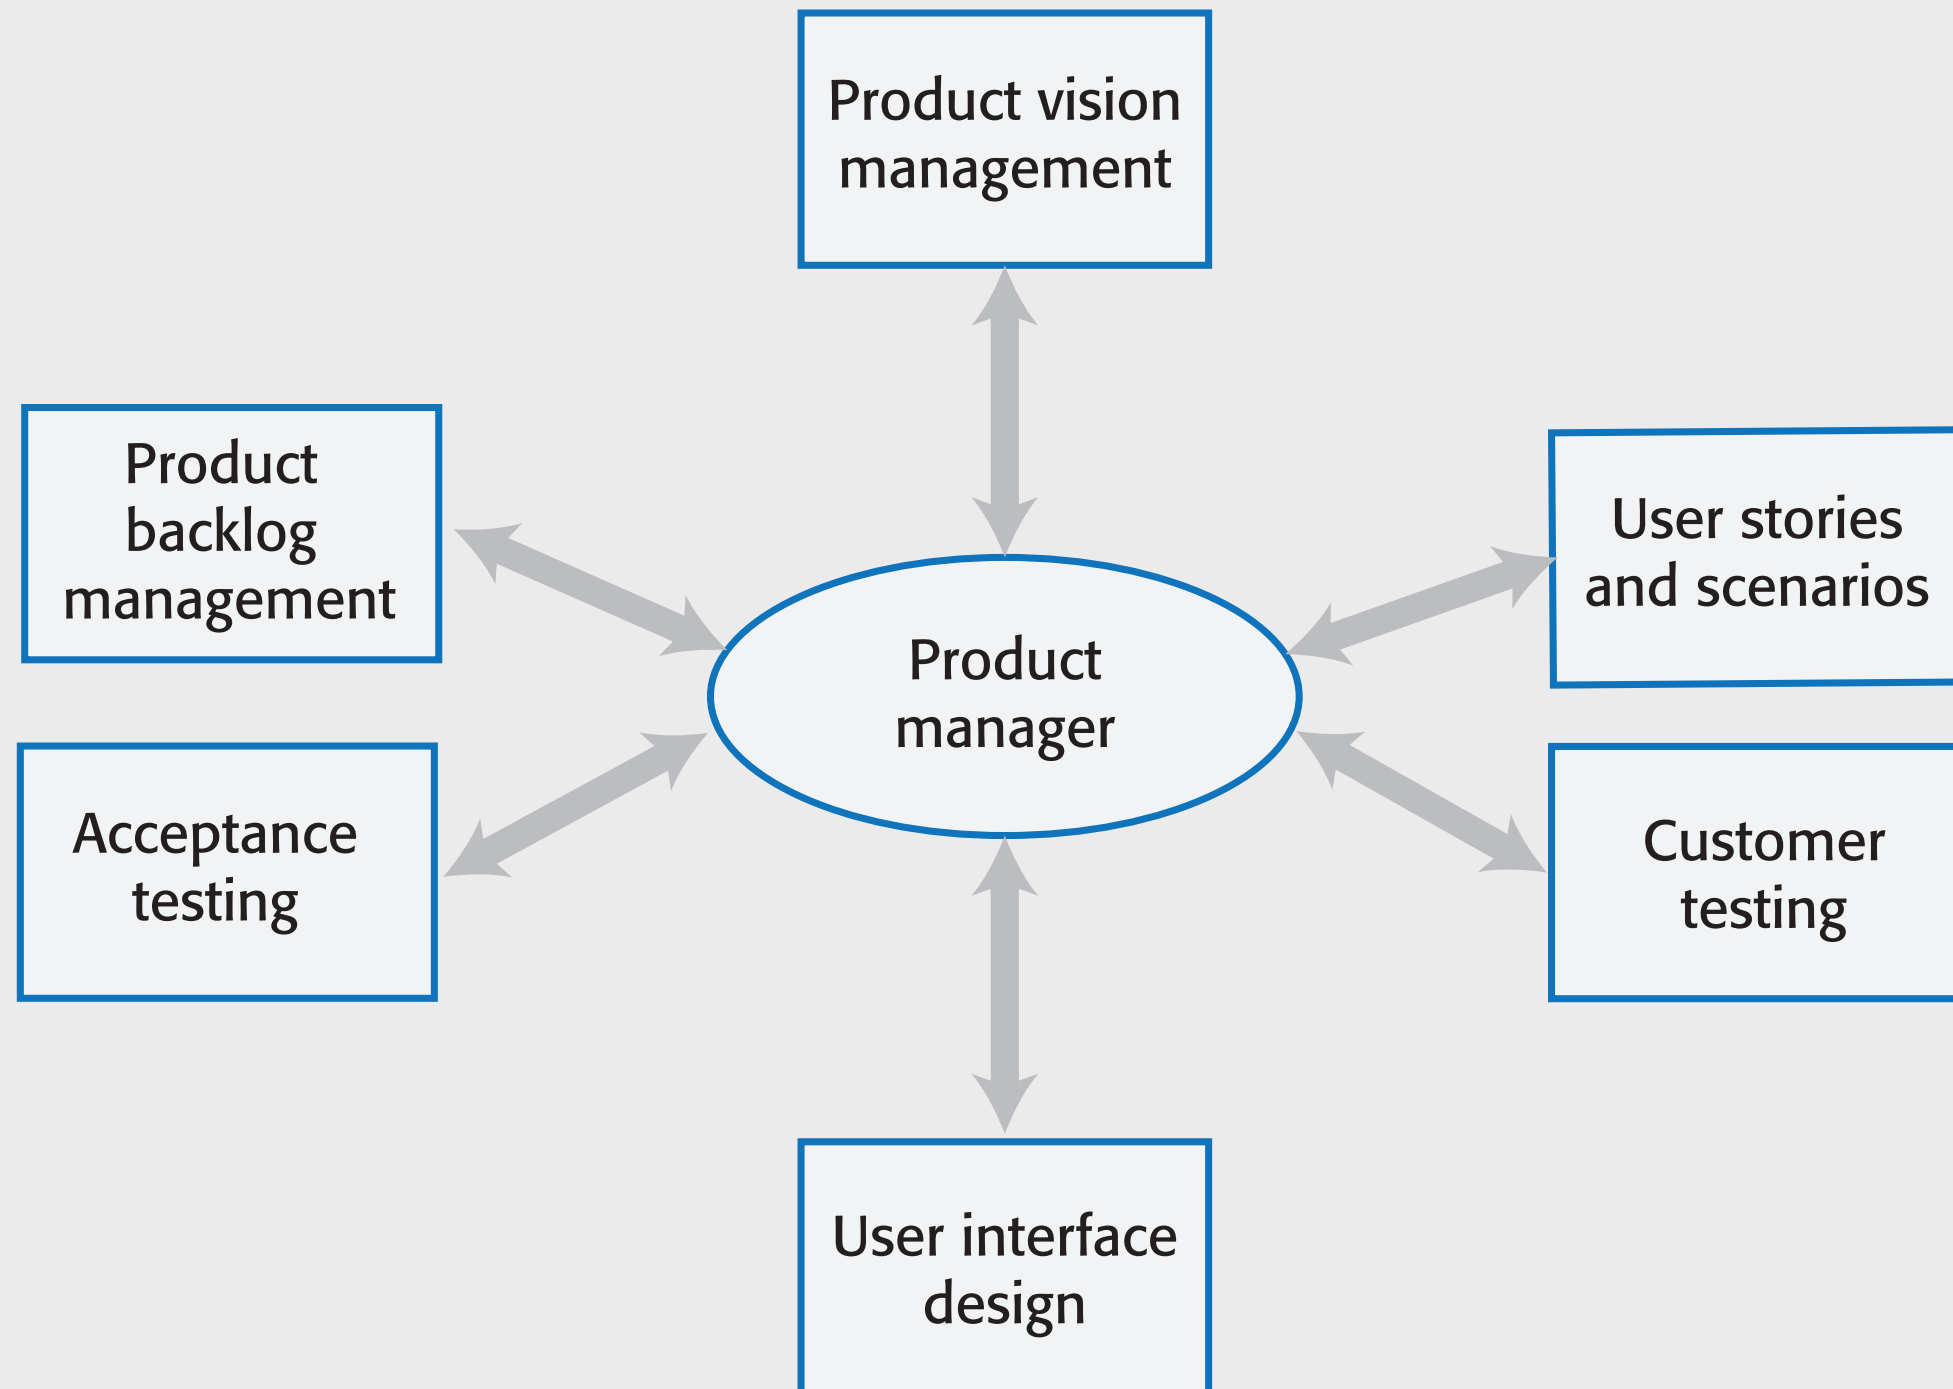 Product vision
management
Product
backlog
management
User stories
and scenarios
Product
manager
Acceptance
testing
Customer
testing
User interface
design